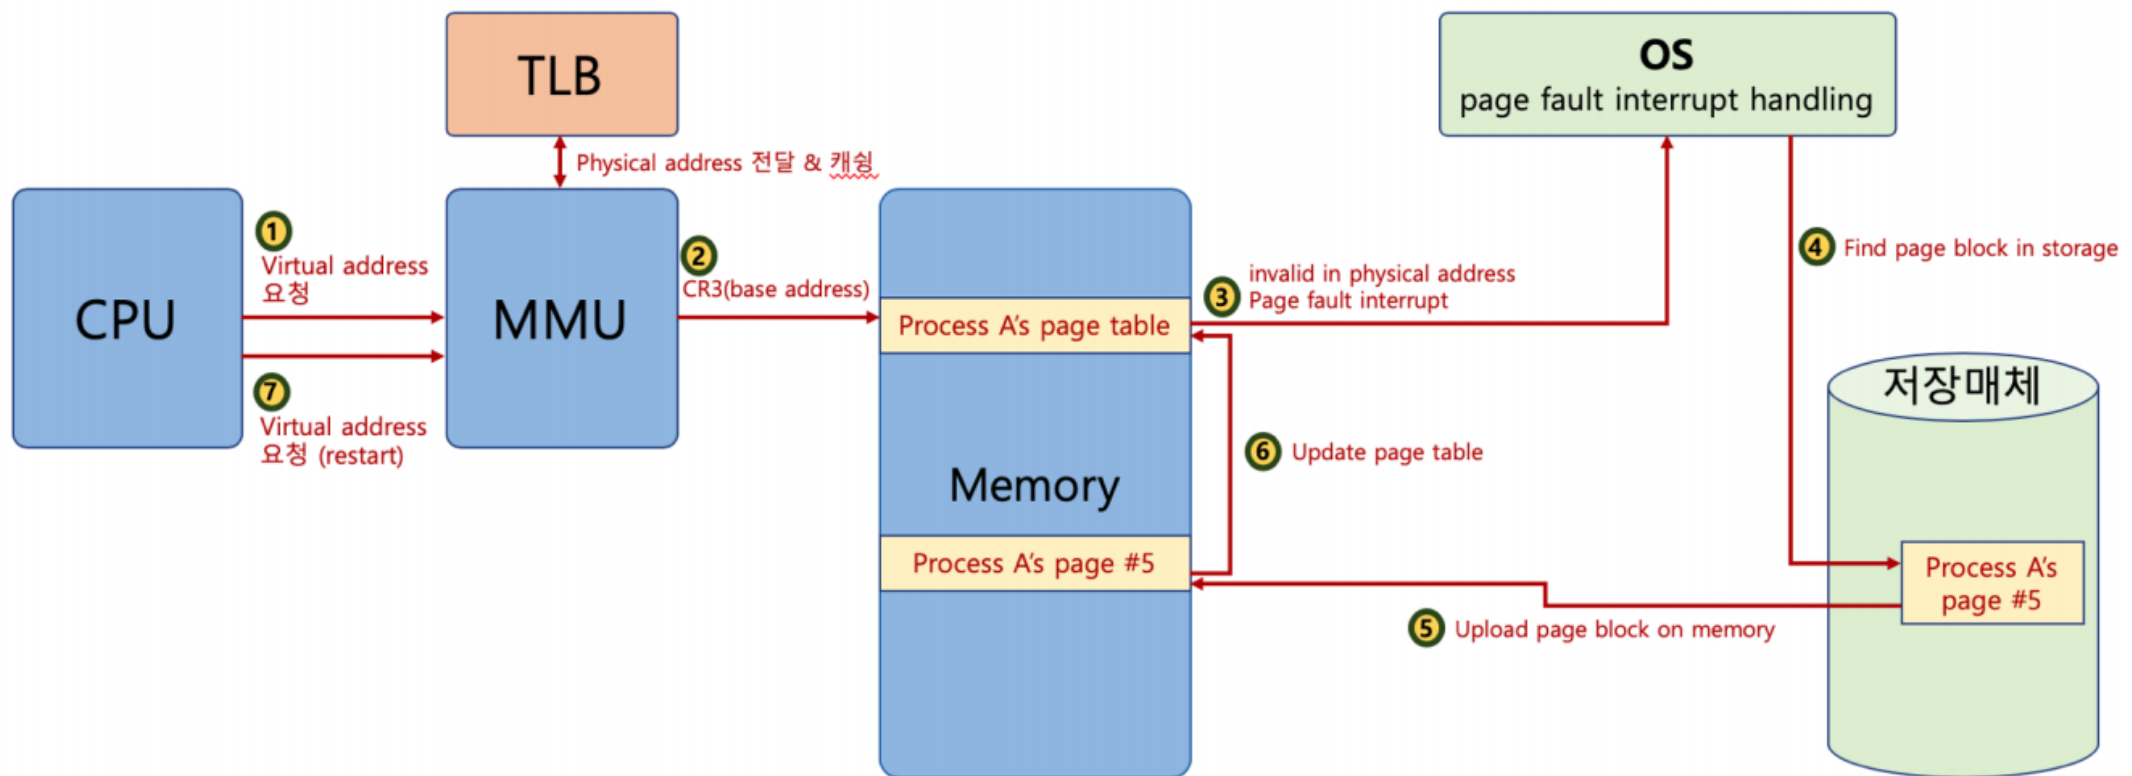 TLB
OS
page fault interrupt handling
Physical address 전달 & 캐슁
CPU
1
Virtual address
요청
7
Virtual address
요청 (restart)
MMU
2
CR3(base address)
Process A's page table
Memory
Process A's page #5
3
invalid in physical address
Page fault interrupt
4
Find page block in storage
6
Update page table
저장매체
Process A's
page #5
5
Upload page block on memory